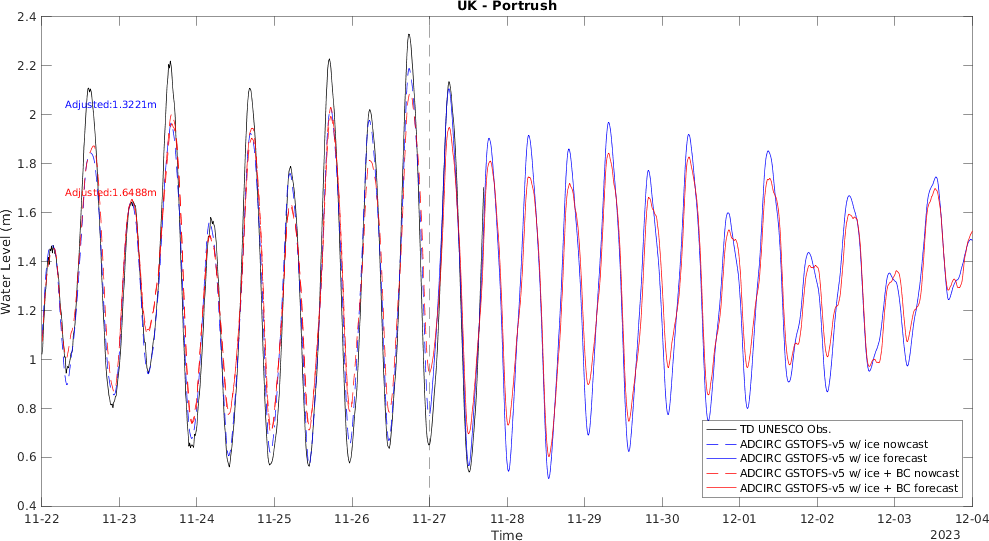 UK - Portrush
2.4
2.2
2
1.8
1.6
1.4
1.2
1
0.8
0.6
0.4
Water Level (m)
Adjusted:1.3221m
Adjusted:1.6488m
TD UNESCO Obs.
ADCIRC GSTOFS-v5 w/ ice nowcast
ADCIRC GSTOFS-v5 w/ ice forecast
ADCIRC GSTOFS-v5 w/ ice + BC nowcast
ADCIRC GSTOFS-v5 w/ ice + BC forecast
11-22 11-23 11-24 11-25 11-26 11-27 11-28 11-29 11-30 12-01 12-02 12-03 12-04
Time
2023